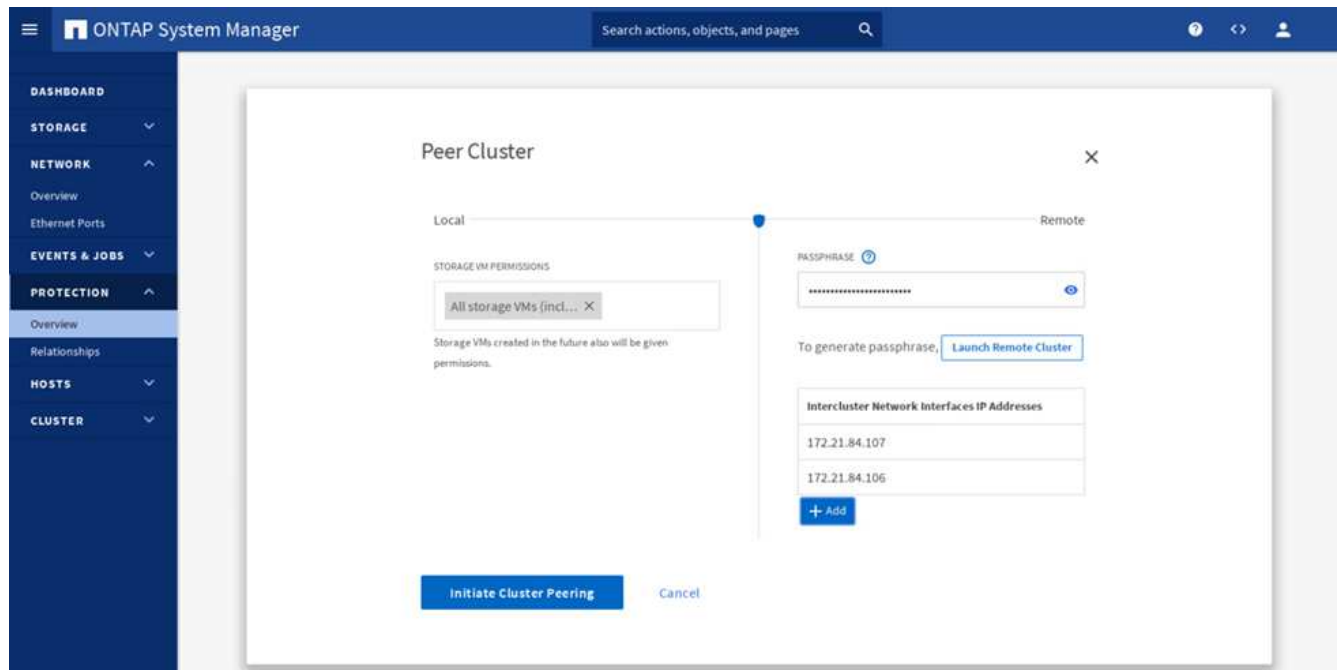 ONTAP System Manager
Search actions, objects, and pages
DASHBOARD
STORAGE
NETWORK
Overview
Ethernet Ports
EVENTS & JOBS
PROTECTION
Overview
Relationships
HOSTS
CLUSTER
Peer Cluster
Local
Remote
STORAGE VM PERMISSIONS
All storage VMs (incl...
Storage VMs created in the future also will be given
permissions.
PASSPHRASE
To generate passphrase, Launch Remote Cluster
Intercluster Network Interfaces IP Addresses
172.21.84.107
172.21.84.106
+ Add
Initiate Cluster Peering
Cancel